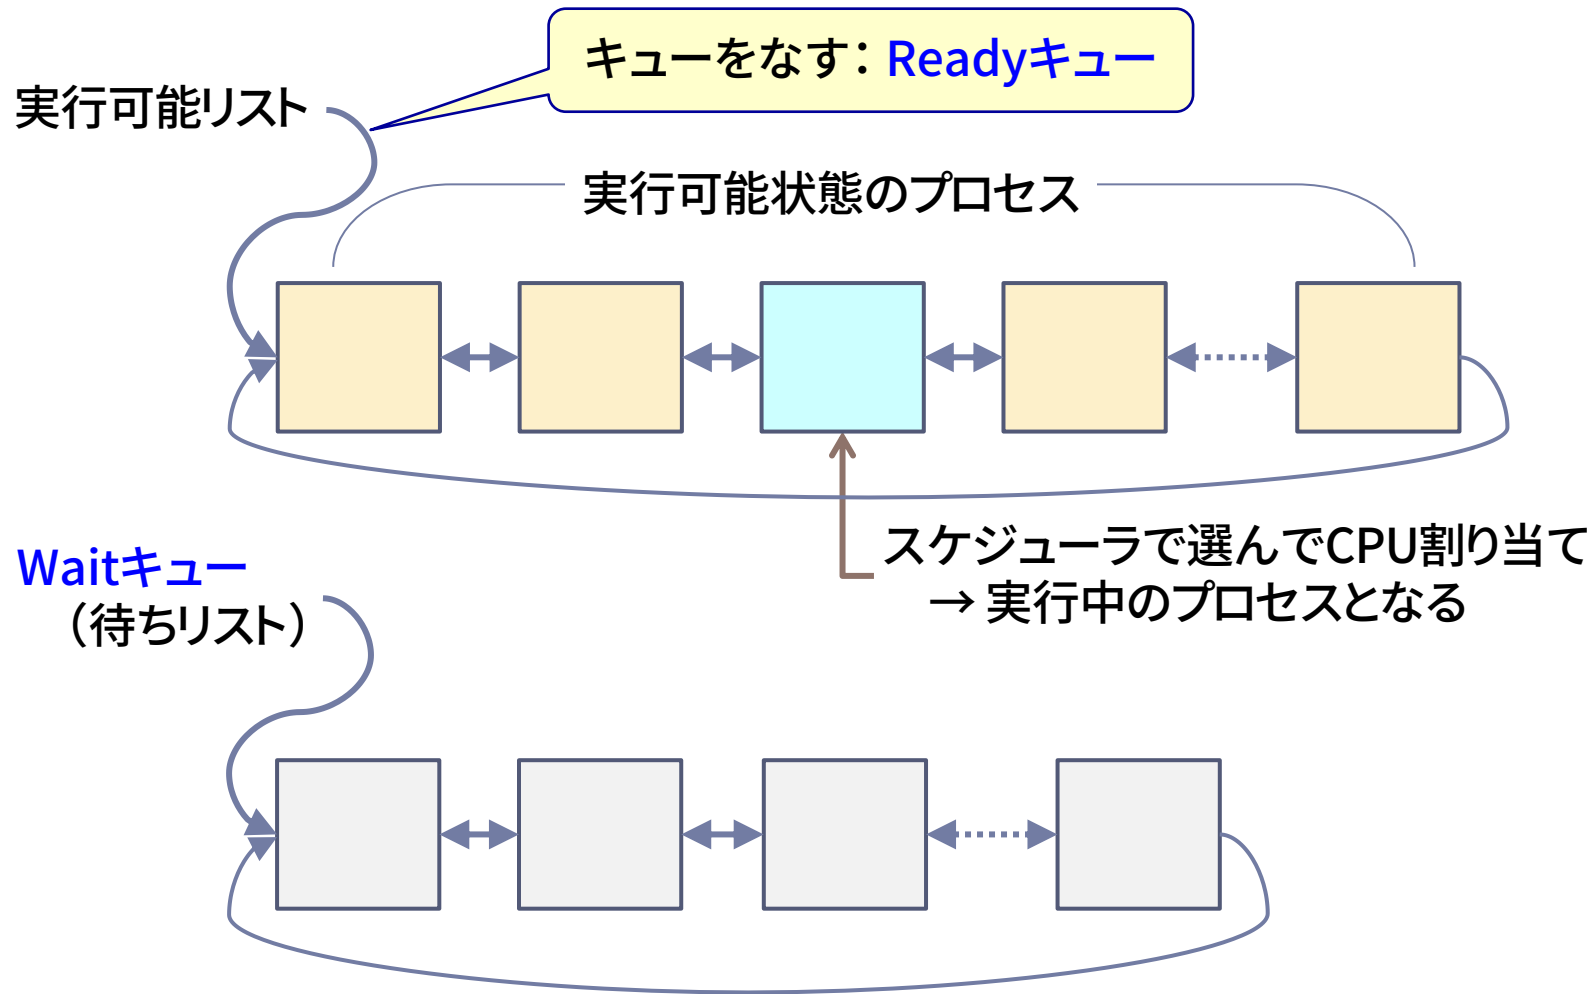 キューをなす：Readyキュー
実行可能リスト
実行可能状態のプロセス
スケジューラで選んでCPU割り当て
→ 実行中のプロセスとなる
Waitキュー
（待ちリスト）